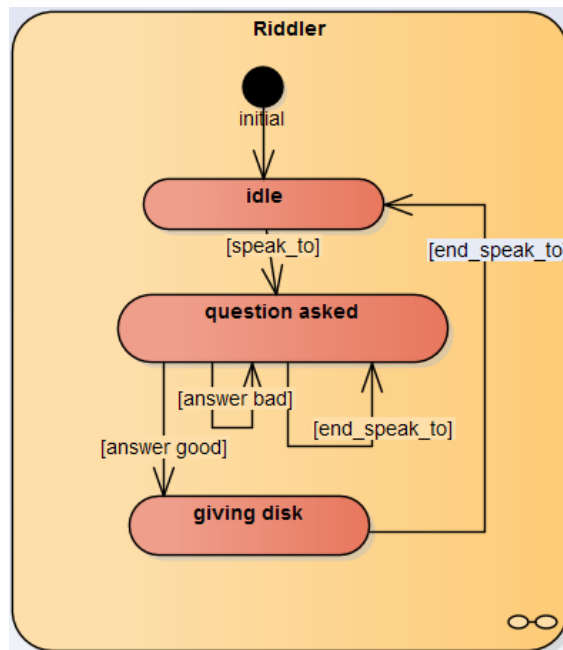 Riddler
initial
idle
[speak_to]
[end_speak_to]
question asked
[answer bad]
[end_speak_to]
[answer good]
giving disk